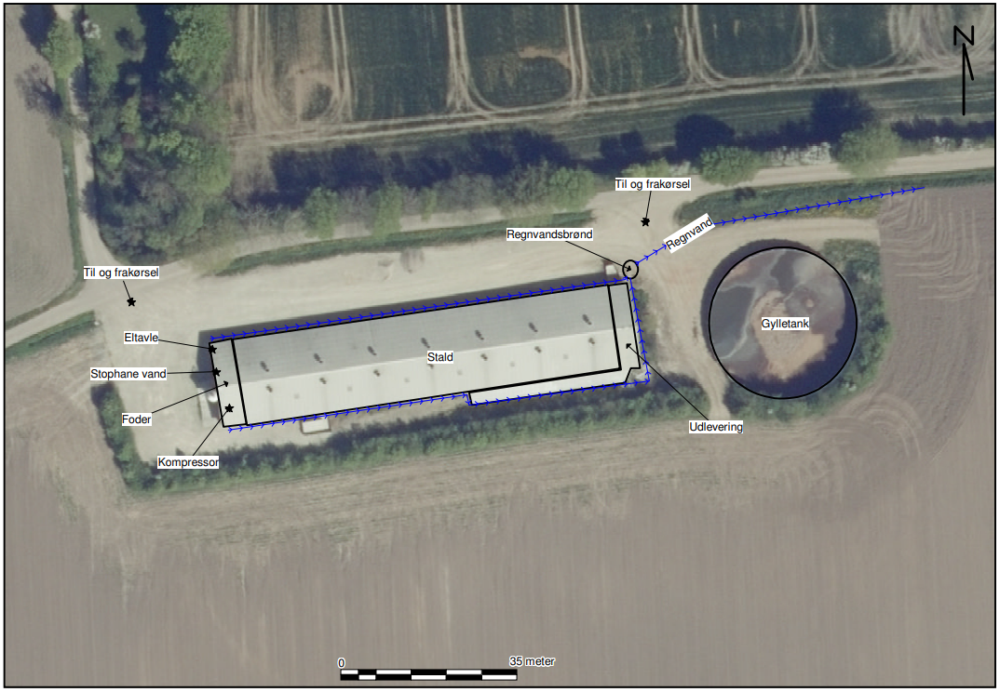 N
Til og frakørsel
Regnvand
Regnvandsbrønd
Til og frakørsel
Gylletank
Eltavle
Stald
Stophane vand
Foder
Udlevering
Kompressor
0
35 meter